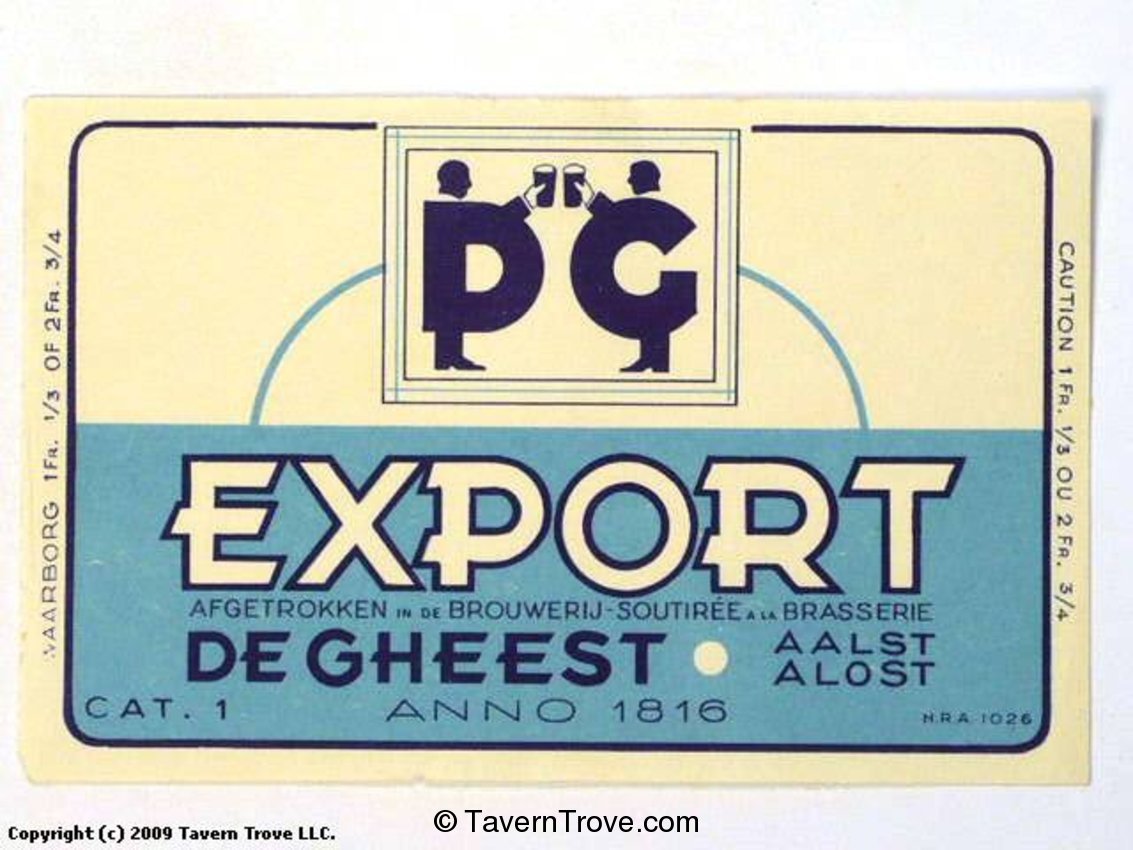 DG
EXPORT
AFGETROKKEN IN DE BROUWERIJ-SOUTIRÉE A LA BRASSERIE
DE GHEEST • AALST
ALOST
CAT. 1 ANNO 1816 N.R.A. 1026
WAARBORG 1 FR. 1/3 OF 2 FR. 3/4
CAUTION 1 FR. 1/3 OU 2 FR. 3/4
Copyright (c) 2009 Tavern Trove LLC.
© TavernTrove.com